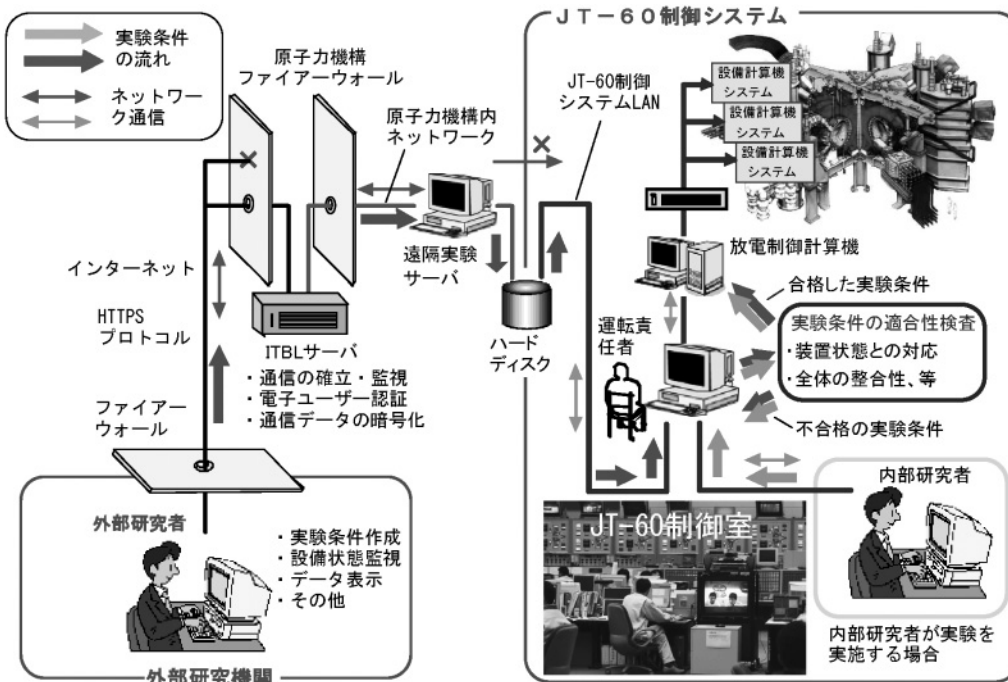 実験条件
の流れ
ネットワー
ク通信
原子力機構
ファイアーウォール
原子力機構内
ネットワーク
遠隔実験
サーバ
インターネット
HTTPS
プロトコル
ITBLサーバ
・通信の確立・監視
・電子ユーザー認証
・通信データの暗号化
ファイアー
ウォール
外部研究者
・実験条件作成
・設備状態監視
・データ表示
・その他
外部研究機関
ハード
ディスク
JT-60制御システム
JT-60制御
システムLAN
設備計算機
システム
設備計算機
システム
設備計算機
システム
放電制御計算機
合格した実験条件
実験条件の適合性検査
・装置状態との対応
・全体の整合性、等
不合格の実験条件
運転責
任者
JT-60制御室
内部研究者
内部研究者が実験を
実施する場合